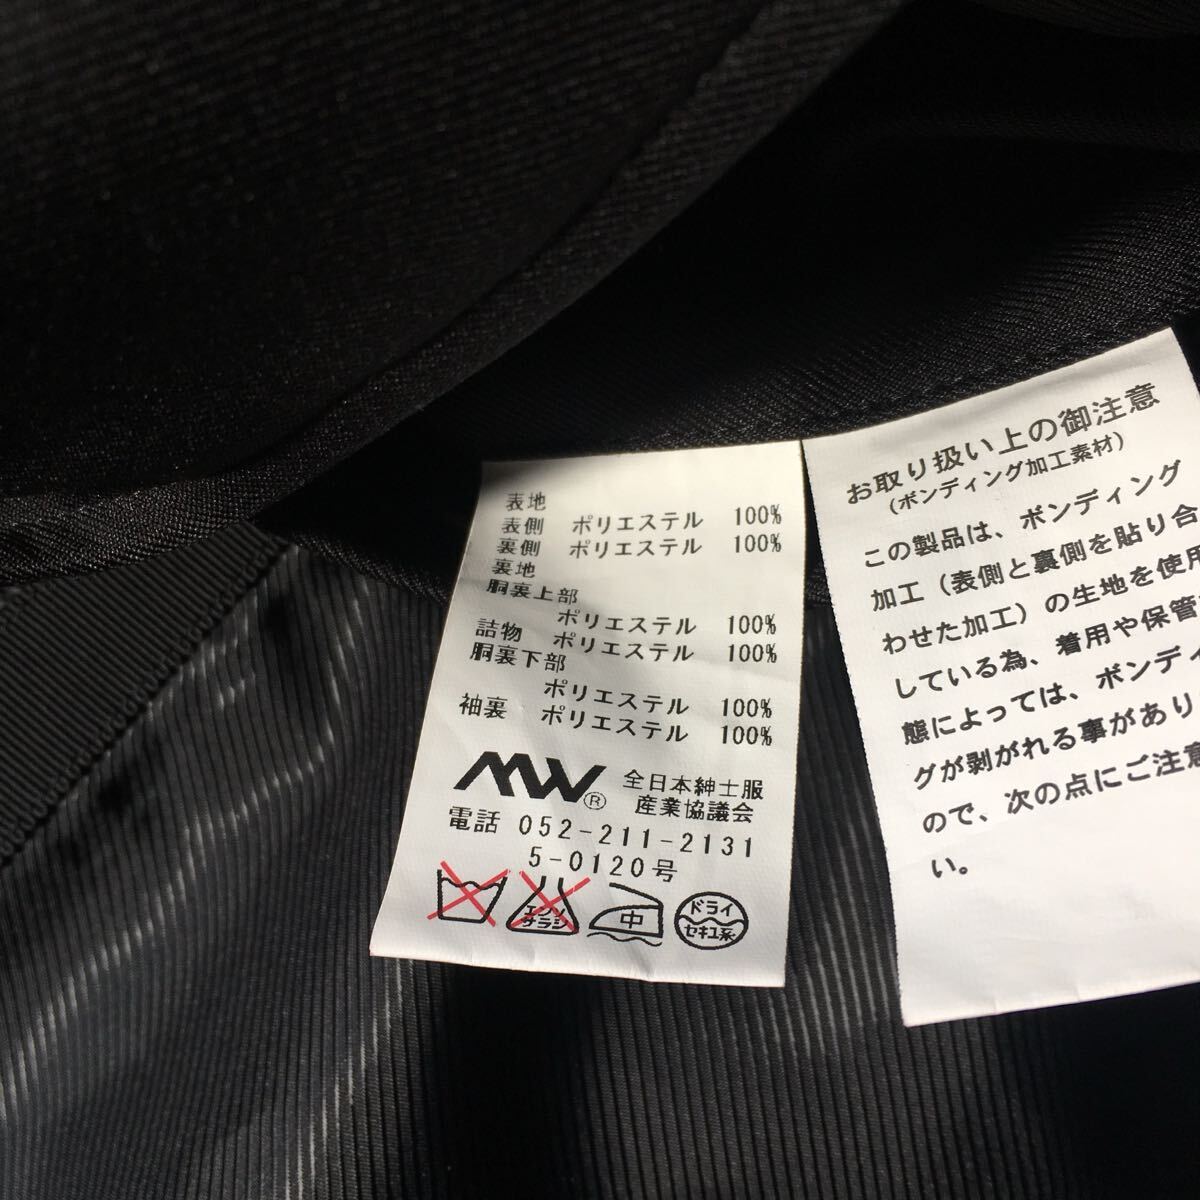 表地
表側 ポリエステル 100%
裏側 ポリエステル 100%
裏地
胴裏上部
ポリエステル 100%
詰物 ポリエステル 100%
胴裏下部
ポリエステル 100%
袖裏 ポリエステル 100%
MW® 全日本紳士服
産業協議会
電話 052-211-2131
5-0120号
エンソ
サラシ
中
ドライ
セキユ系
お取り扱い上の御注意
(ボンディング加工素材)
この製品は、ボンディング
加工(表側と裏側を貼り合
わせた加工)の生地を使用
している為、着用や保管
態によっては、ボンディ
グが剥がれる事があり
ので、次の点にご注意
い。